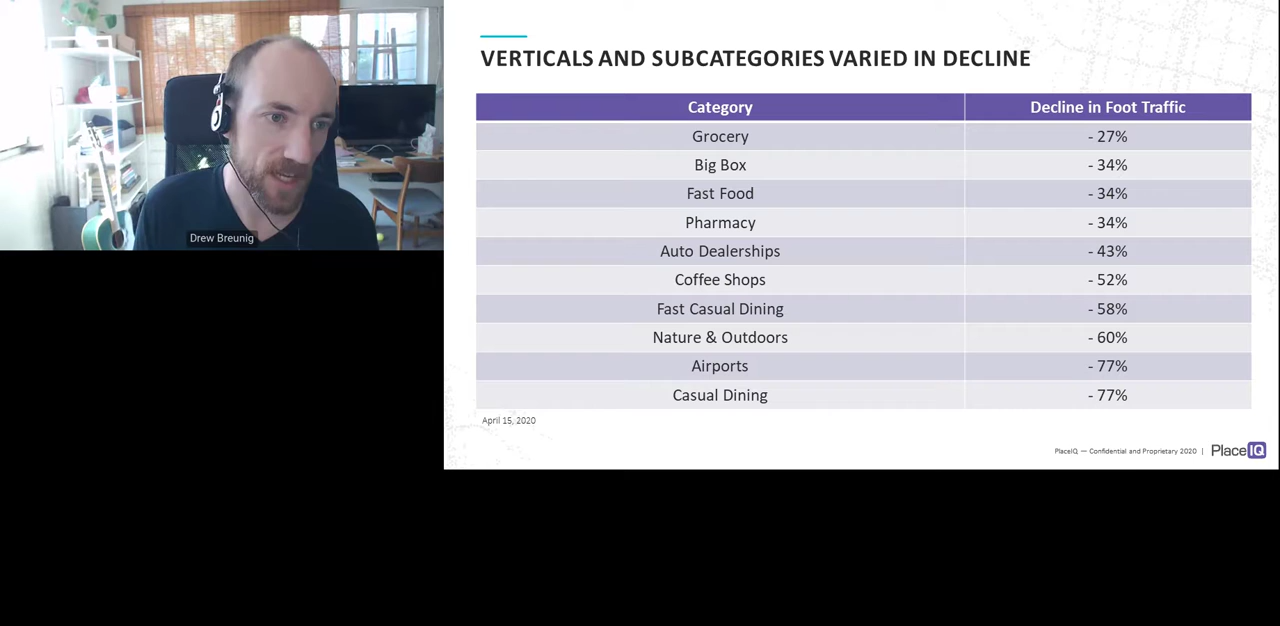 Drew Breunig
VERTICALS AND SUBCATEGORIES VARIED IN DECLINE
Category Decline in Foot Traffic
Grocery - 27%
Big Box - 34%
Fast Food - 34%
Pharmacy - 34%
Auto Dealerships - 43%
Coffee Shops - 52%
Fast Casual Dining - 58%
Nature & Outdoors - 60%
Airports - 77%
Casual Dining - 77%
April 15, 2020
PlaceIQ — Confidential and Proprietary 2020 | PlaceIQ